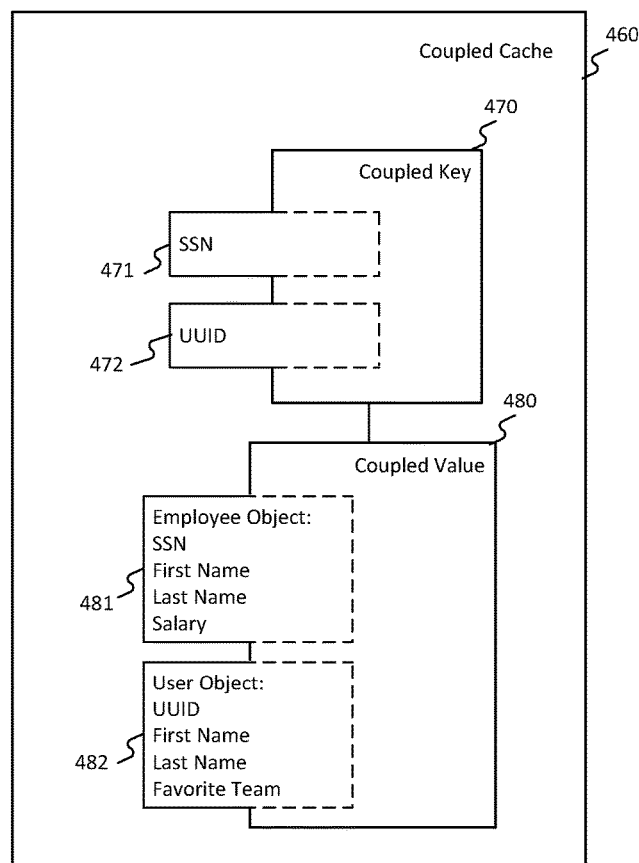 Coupled Cache
460
470
Coupled Key
SSN
471
UUID
472
480
Coupled Value
Employee Object:
SSN
First Name
Last Name
Salary
481
User Object:
UUID
First Name
Last Name
Favorite Team
482